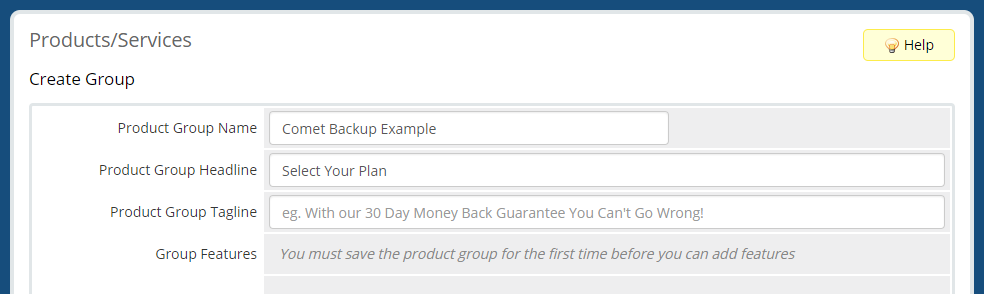 Products/Services
Help
Create Group
Product Group Name
Comet Backup Example
Product Group Headline
Select Your Plan
Product Group Tagline
eg. With our 30 Day Money Back Guarantee You Can't Go Wrong!
Group Features
You must save the product group for the first time before you can add features